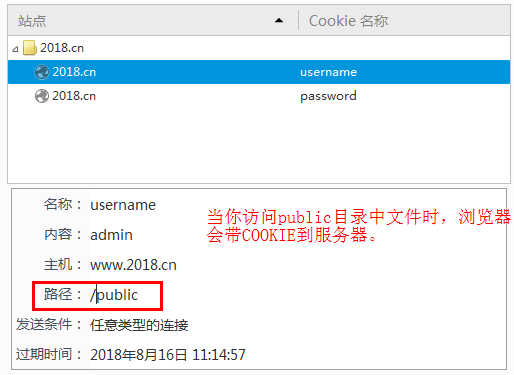 站点 Cookie 名称
2018.cn
2018.cn username
2018.cn password
名称： username
内容： admin
主机： www.2018.cn
路径： /public
发送条件： 任意类型的连接
过期时间： 2018年8月16日 11:14:57
当你访问public目录中文件时，浏览器
会带COOKIE到服务器。